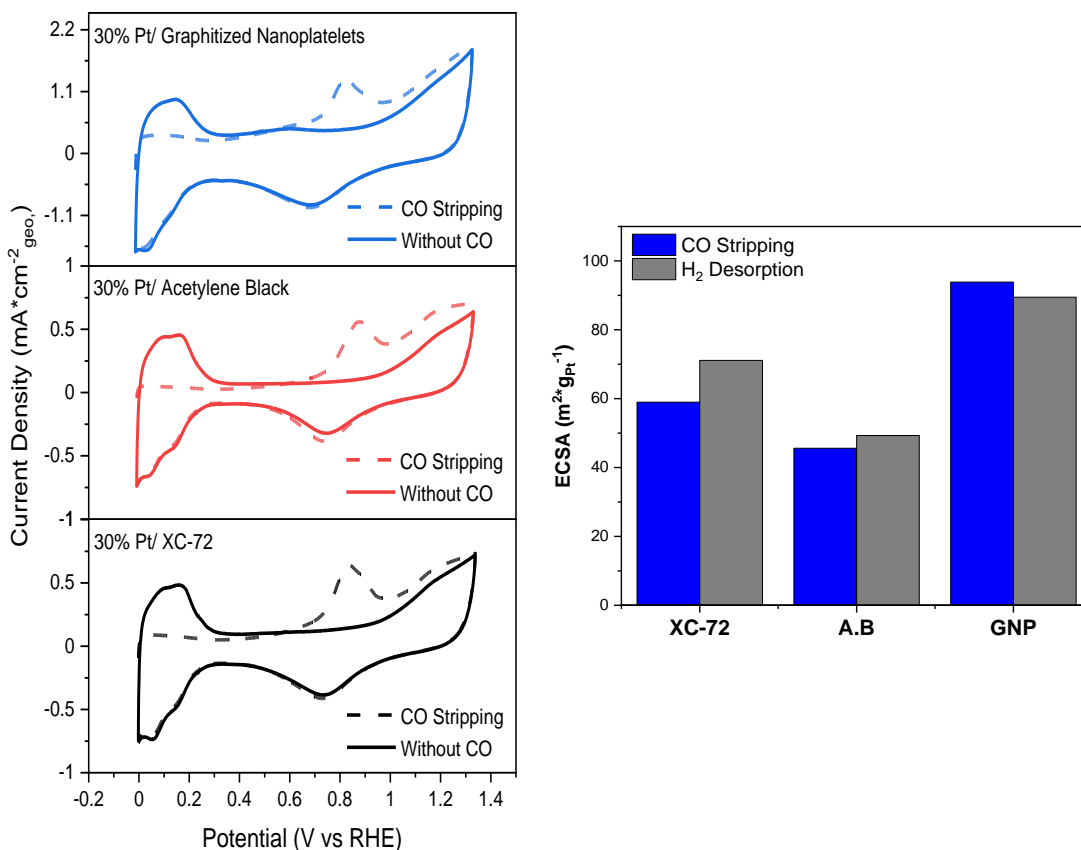 Current Density (mA*cm-2geo,)
30% Pt/ Graphitized Nanoplatelets
2.2
1.1
0
-1.1
CO Stripping
Without CO
1
30% Pt/ Acetylene Black
0.5
0
-0.5
CO Stripping
Without CO
-1
30% Pt/ XC-72
0.5
0
-0.5
CO Stripping
Without CO
-1
-0.2 0 0.2 0.4 0.6 0.8 1 1.2 1.4
Potential (V vs RHE)
ECSA (m2*gPt-1)
CO Stripping
H2 Desorption
100
80
60
40
20
0
XC-72 A.B GNP